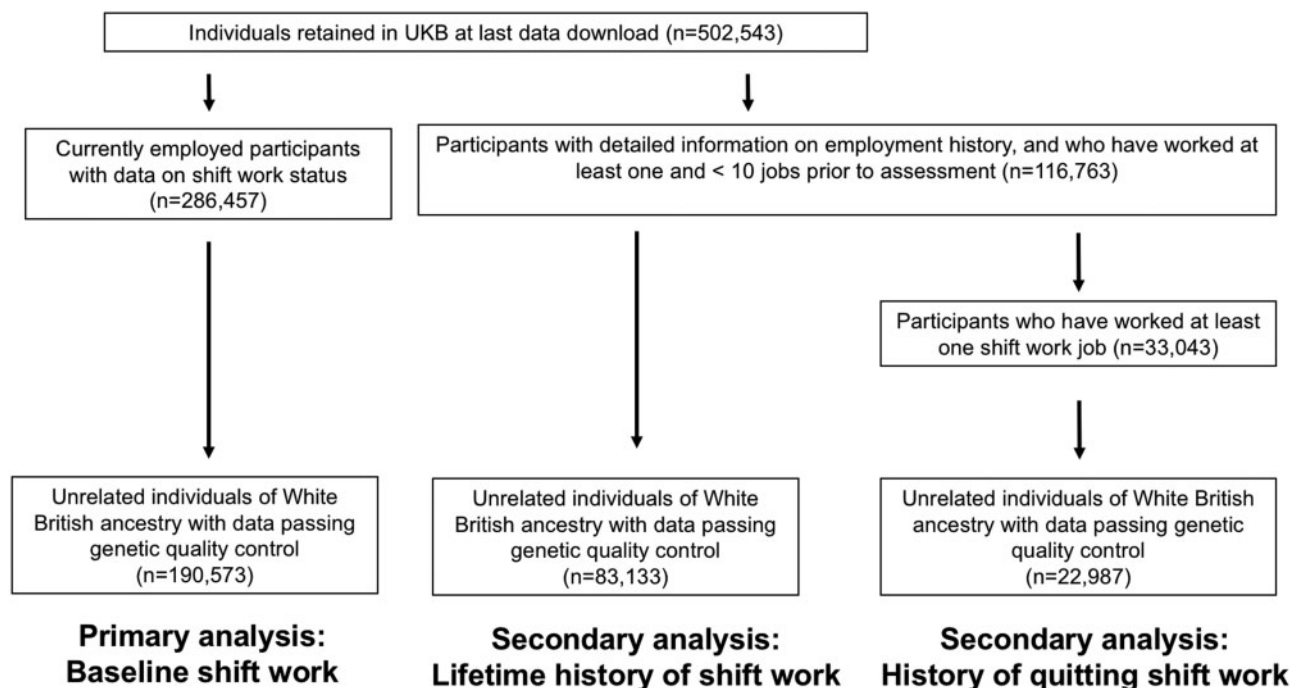 Individuals retained in UKB at last data download (n=502,543)
Currently employed participants
with data on shift work status
(n=286,457)
Participants with detailed information on employment history, and who have worked at
least one and < 10 jobs prior to assessment (n=116,763)
Participants who have worked at least
one shift work job (n=33,043)
Unrelated individuals of White
British ancestry with data passing
genetic quality control
(n=190,573)
Unrelated individuals of White
British ancestry with data passing
genetic quality control
(n=83,133)
Unrelated individuals of White British
ancestry with data passing genetic
quality control
(n=22,987)
Primary analysis:
Baseline shift work
Secondary analysis:
Lifetime history of shift work
Secondary analysis:
History of quitting shift work